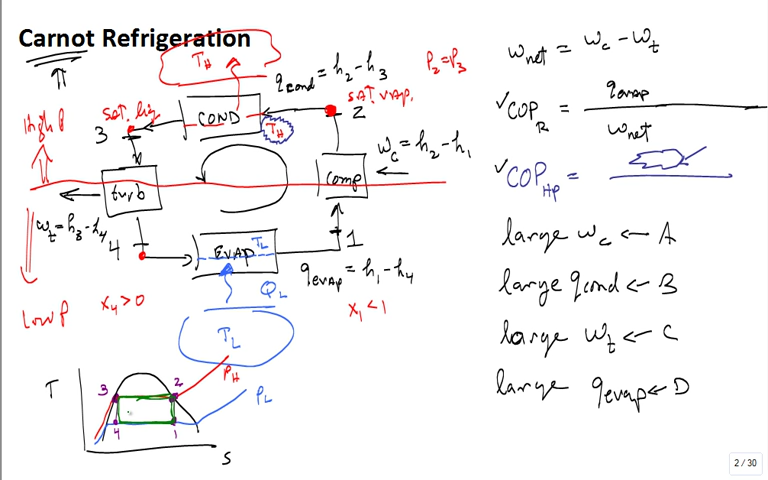 Carnot Refrigeration
T_H
q_cond = h_2 - h_3
P_2 = P_3
w_net = w_c - w_t
sat. liq
COND
T_H
SAT. VAP.
2
High P
3
✓COP_R = q_evap / w_net
w_c = h_2 - h_1
turb
comp
✓COP_HP =
w_t = h_3 - h_4
4
EVAP T_L
1
large w_c ← A
q_evap = h_1 - h_4
large q_cond ← B
Q_L
Low P
x_4 > 0
x_1 < 1
T_L
large w_t ← C
P_H
T
3
2
P_L
large q_evap ← D
4
1
s
2 / 30